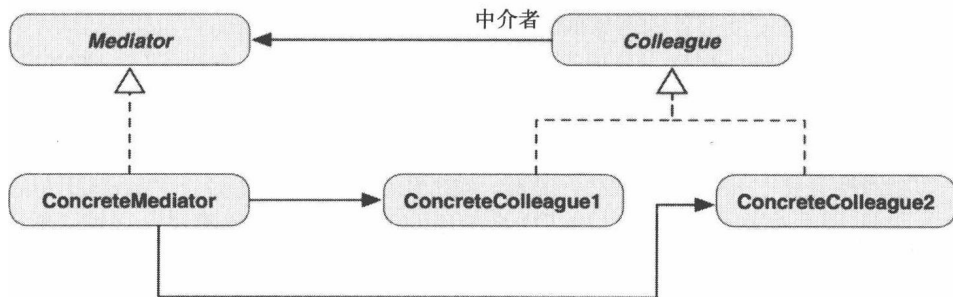 中介者
Mediator
Colleague
ConcreteMediator
ConcreteColleague1
ConcreteColleague2